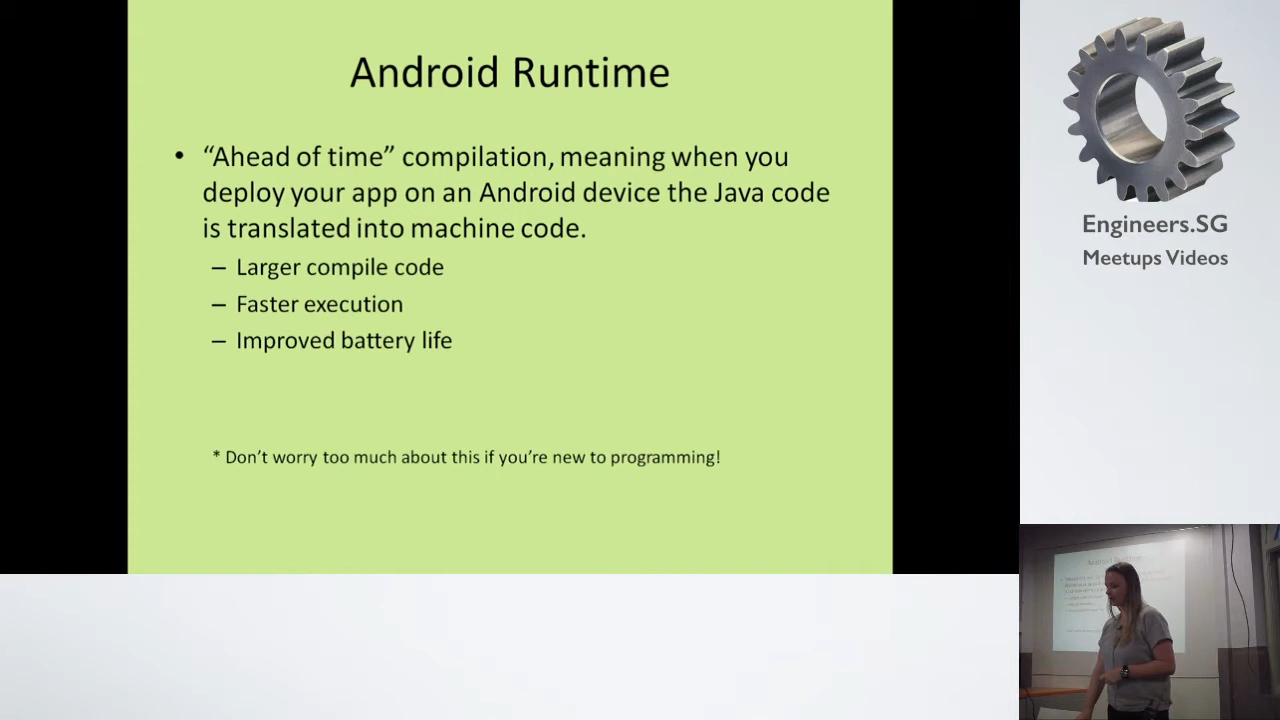 Android Runtime
• “Ahead of time” compilation, meaning when you
deploy your app on an Android device the Java code
is translated into machine code.
– Larger compile code
– Faster execution
– Improved battery life
* Don’t worry too much about this if you’re new to programming!
Engineers.SG
Meetups Videos
Android Runtime